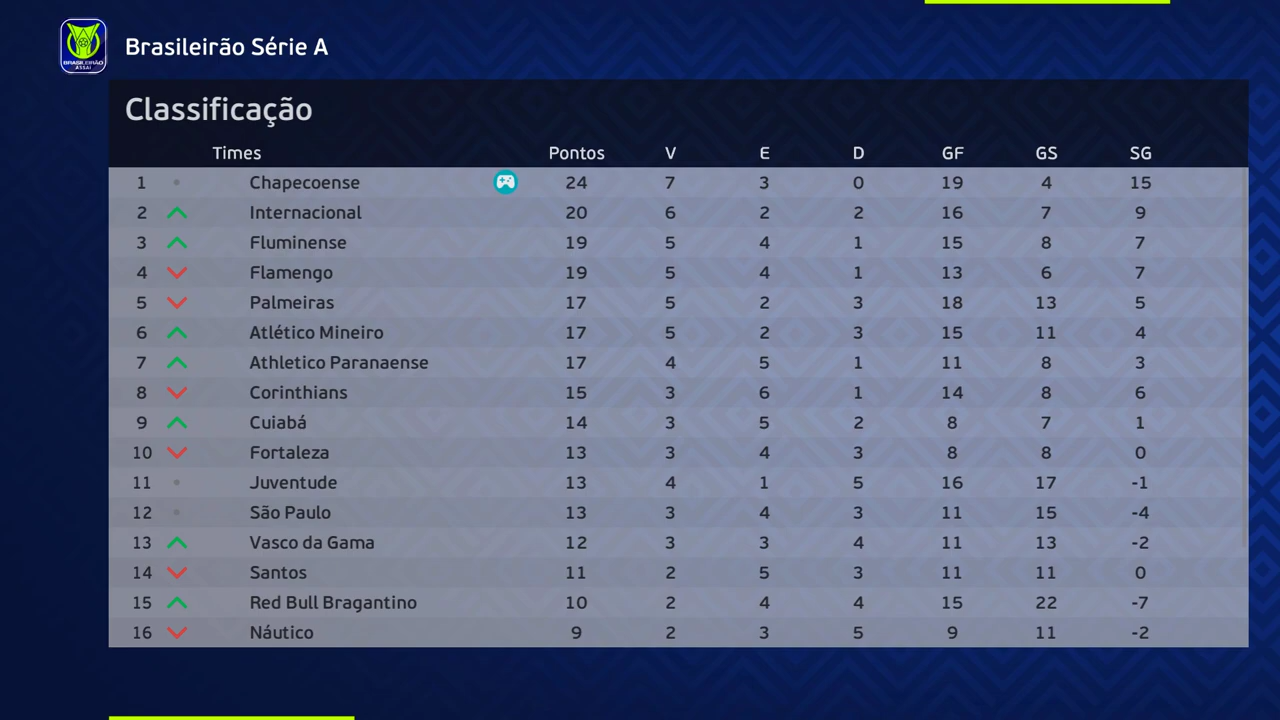 BRASILEIRÃO
ASSAÍ
Brasileirão Série A
Classificação
Times Pontos V E D GF GS SG
1 Chapecoense 24 7 3 0 19 4 15
2 Internacional 20 6 2 2 16 7 9
3 Fluminense 19 5 4 1 15 8 7
4 Flamengo 19 5 4 1 13 6 7
5 Palmeiras 17 5 2 3 18 13 5
6 Atlético Mineiro 17 5 2 3 15 11 4
7 Athletico Paranaense 17 4 5 1 11 8 3
8 Corinthians 15 3 6 1 14 8 6
9 Cuiabá 14 3 5 2 8 7 1
10 Fortaleza 13 3 4 3 8 8 0
11 Juventude 13 4 1 5 16 17 -1
12 São Paulo 13 3 4 3 11 15 -4
13 Vasco da Gama 12 3 3 4 11 13 -2
14 Santos 11 2 5 3 11 11 0
15 Red Bull Bragantino 10 2 4 4 15 22 -7
16 Náutico 9 2 3 5 9 11 -2